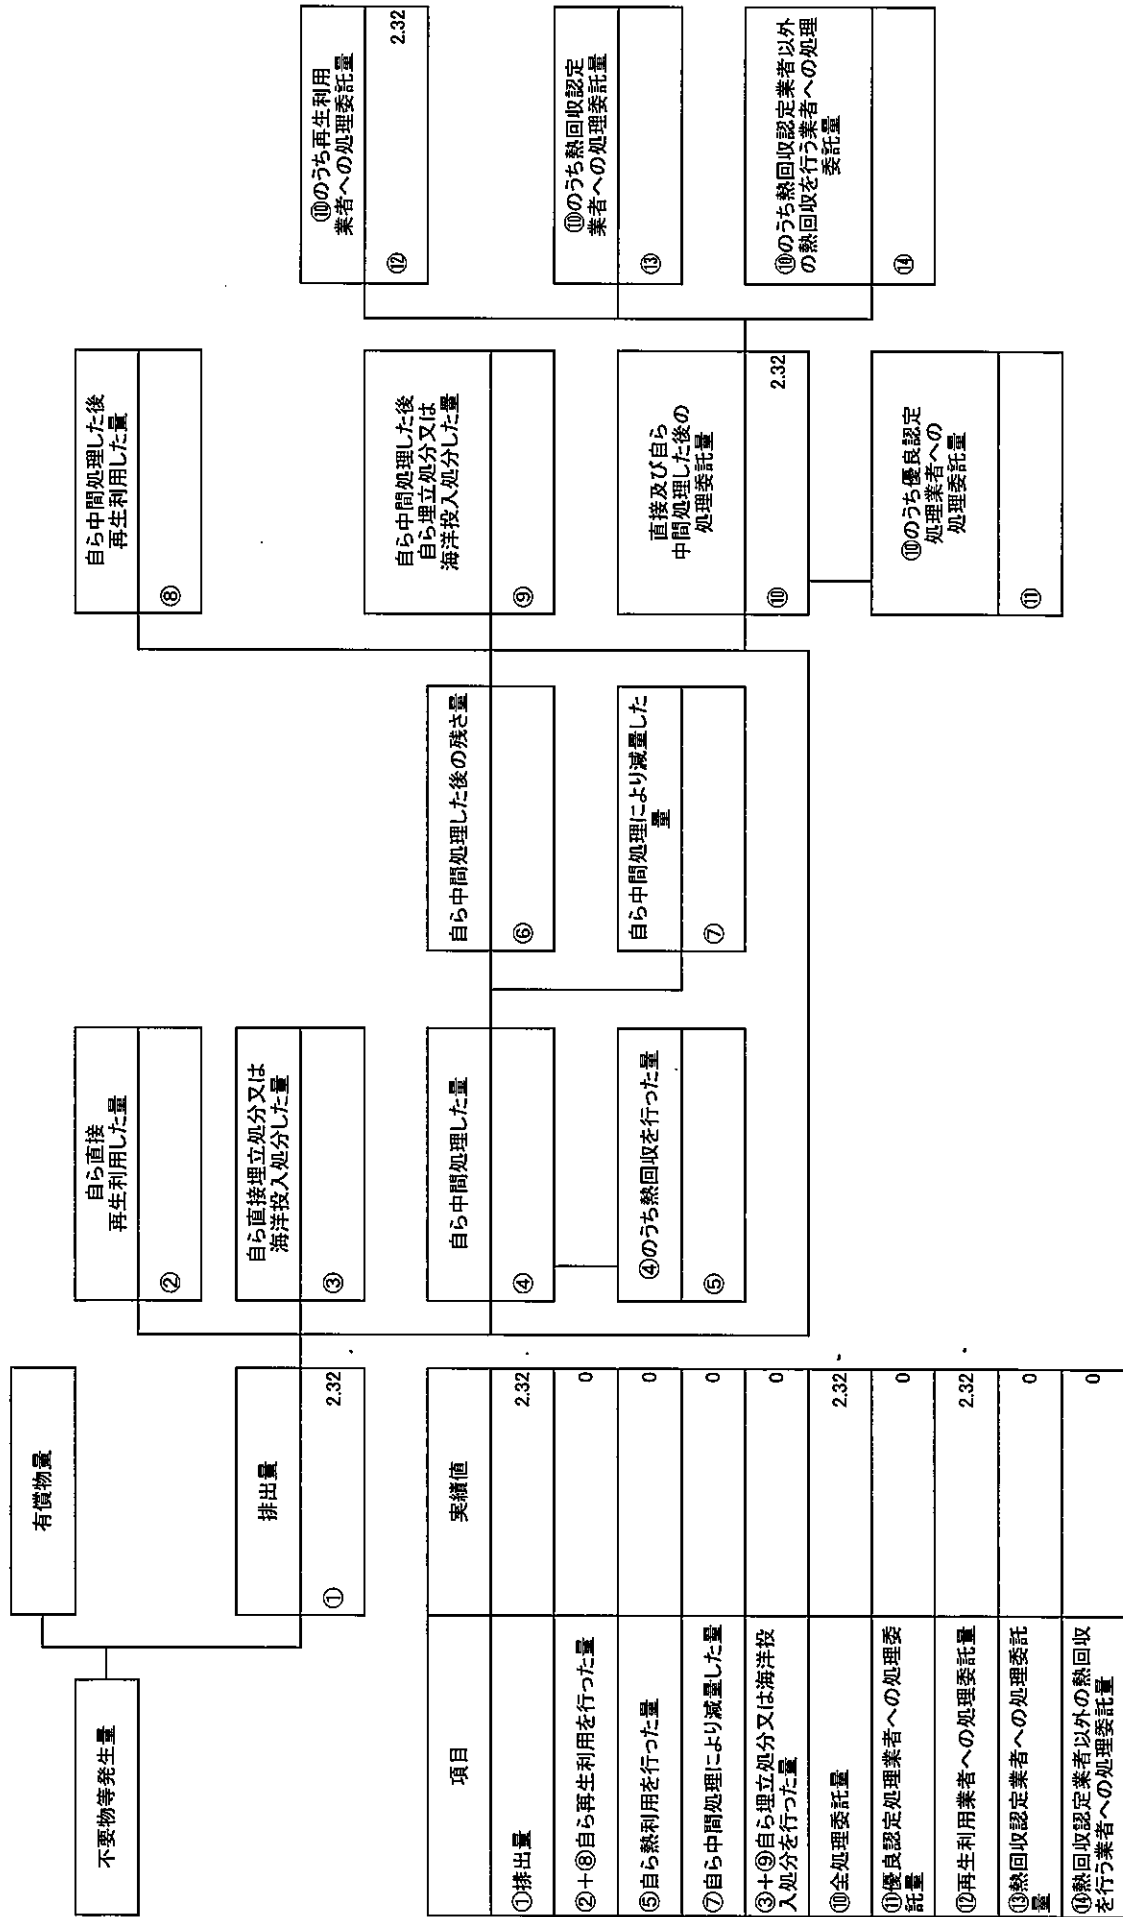 不要物等発生量
有償物量
排出量
① 2.32
自ら直接
再生利用した量
②
自ら直接埋立処分又は
海洋投入処分した量
③
自ら中間処理した量
④
④のうち熱回収を行った量
⑤
自ら中間処理した後の残さ量
⑥
自ら中間処理により減量した
量
⑦
自ら中間処理した後
再生利用した量
⑧
自ら中間処理した後
自ら埋立処分又は
海洋投入処分した量
⑨
直接及び自ら
中間処理した後の
処理委託量
⑩ 2.32
⑩のうち優良認定
処理業者への
処理委託量
⑪
⑩のうち再生利用
業者への処理委託量
⑫ 2.32
⑩のうち熱回収認定
業者への処理委託量
⑬
⑩のうち熱回収認定業者以外
の熱回収を行う業者への処理
委託量
⑭
項目 実績値
①排出量 2.32
②+⑧自ら再生利用を行った量 0
⑤自ら熱利用を行った量 0
⑦自ら中間処理により減量した量 0
③+⑨自ら埋立処分又は海洋投
入処分を行った量 0
⑩全処理委託量 2.32
⑪優良認定処理業者への処理委
託量 0
⑫再生利用業者への処理委託量 2.32
⑬熱回収認定業者への処理委託
量 0
⑭熱回収認定業者以外の熱回収
を行う業者への処理委託量 0